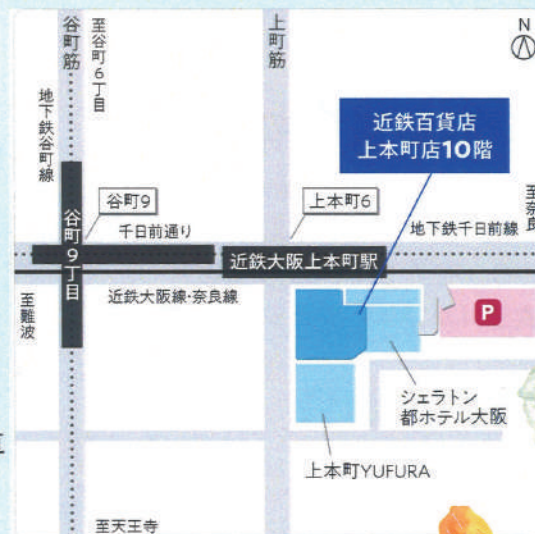 谷町筋
至谷町6丁目
上町筋
N
地下鉄谷町線
近鉄百貨店
上本町店10階
谷町9
上本町6
至奈良
千日前通り
地下鉄千日前線
谷町9丁目
近鉄大阪上本町駅
至難波
近鉄大阪線・奈良線
P
シェラトン
都ホテル大阪
上本町YUFURA
至天王寺